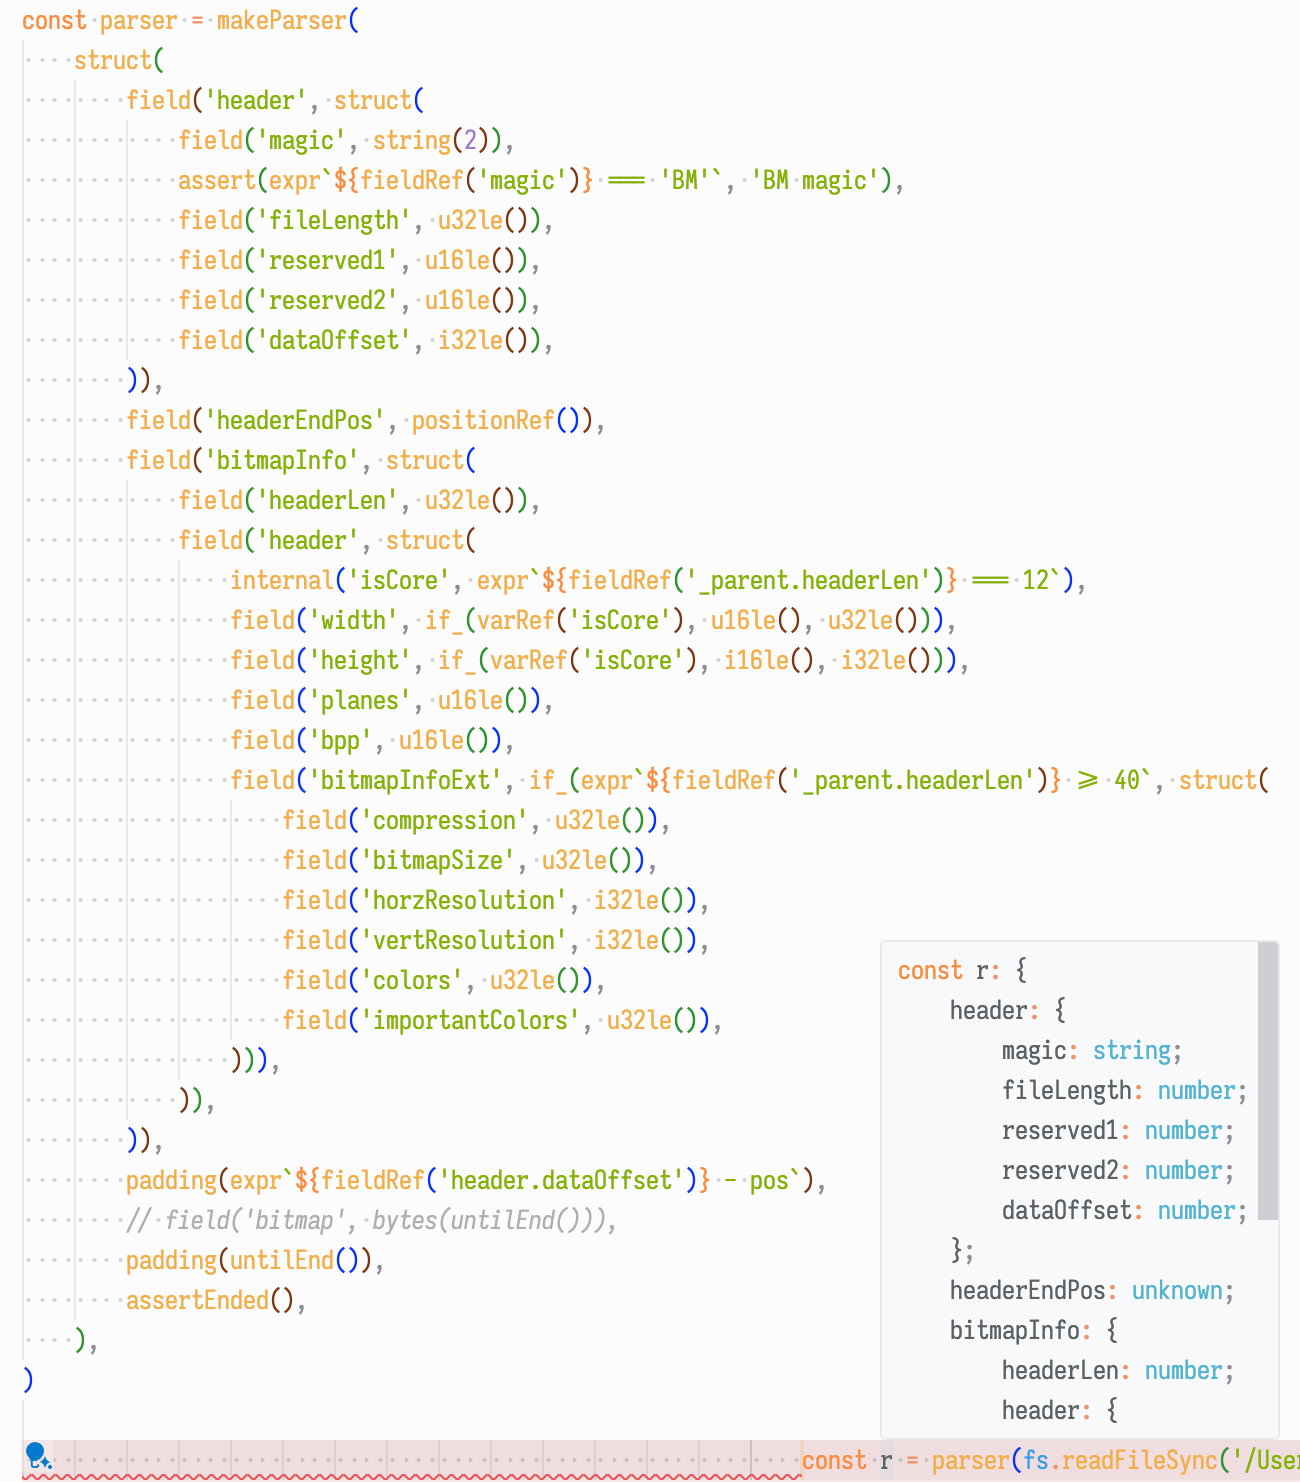 const parser = makeParser(
    struct(
        field('header', struct(
            field('magic', string(2)),
            assert(expr`${fieldRef('magic')} === 'BM'`, 'BM magic'),
            field('fileLength', u32le()),
            field('reserved1', u16le()),
            field('reserved2', u16le()),
            field('dataOffset', i32le()),
        )),
        field('headerEndPos', positionRef()),
        field('bitmapInfo', struct(
            field('headerLen', u32le()),
            field('header', struct(
                internal('isCore', expr`${fieldRef('_parent.headerLen')} === 12`),
                field('width', if_(varRef('isCore'), u16le(), u32le())),
                field('height', if_(varRef('isCore'), i16le(), i32le())),
                field('planes', u16le()),
                field('bpp', u16le()),
                field('bitmapInfoExt', if_(expr`${fieldRef('_parent.headerLen')} >= 40`, struct(
                    field('compression', u32le()),
                    field('bitmapSize', u32le()),
                    field('horzResolution', i32le()),
                    field('vertResolution', i32le()),
                    field('colors', u32le()),
                    field('importantColors', u32le()),
                ))),
            )),
        )),
        padding(expr`${fieldRef('header.dataOffset')} - pos`),
        // field('bitmap', bytes(untilEnd())),
        padding(untilEnd()),
        assertEnded(),
    ),
)
const r: {
    header: {
        magic: string;
        fileLength: number;
        reserved1: number;
        reserved2: number;
        dataOffset: number;
    };
    headerEndPos: unknown;
    bitmapInfo: {
        headerLen: number;
        header: {
const r = parser(fs.readFileSync('/User